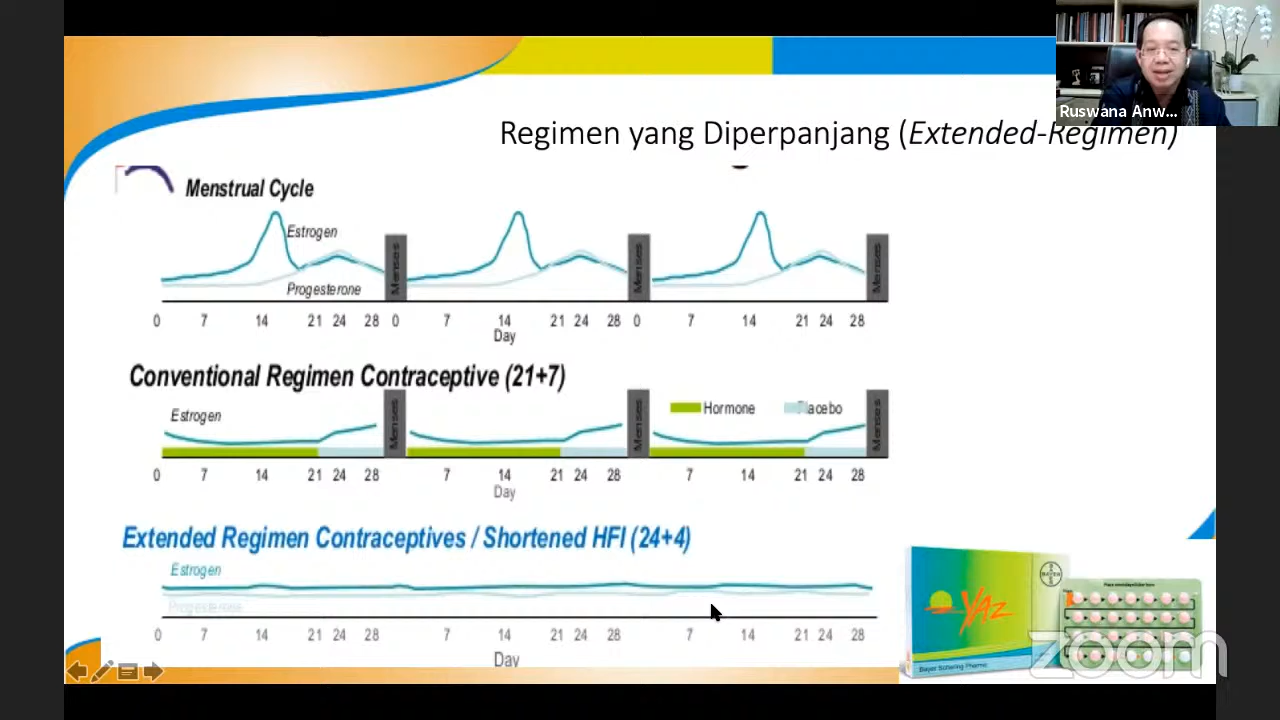 Ruswana Anw...
Regimen yang Diperpanjang (Extended-Regimen)
Menstrual Cycle
Estrogen
Progesterone
Menses
Menses
Menses
0 7 14 21 24 28 0 7 14 21 24 28 0 7 14 21 24 28
Day
Conventional Regimen Contraceptive (21+7)
Estrogen
Hormone
Menses
Menses
Menses
0 7 14 21 24 28 7 14 21 24 28 7 14 21 24 28
Day
Extended Regimen Contraceptives / Shortened HFI (24+4)
Estrogen
Progesterone
0 7 14 21 24 28 7 14 21 24 28 7 14 21 24 28
Day
BAYER
YAZ
Bayer Schering Pharma
zoom